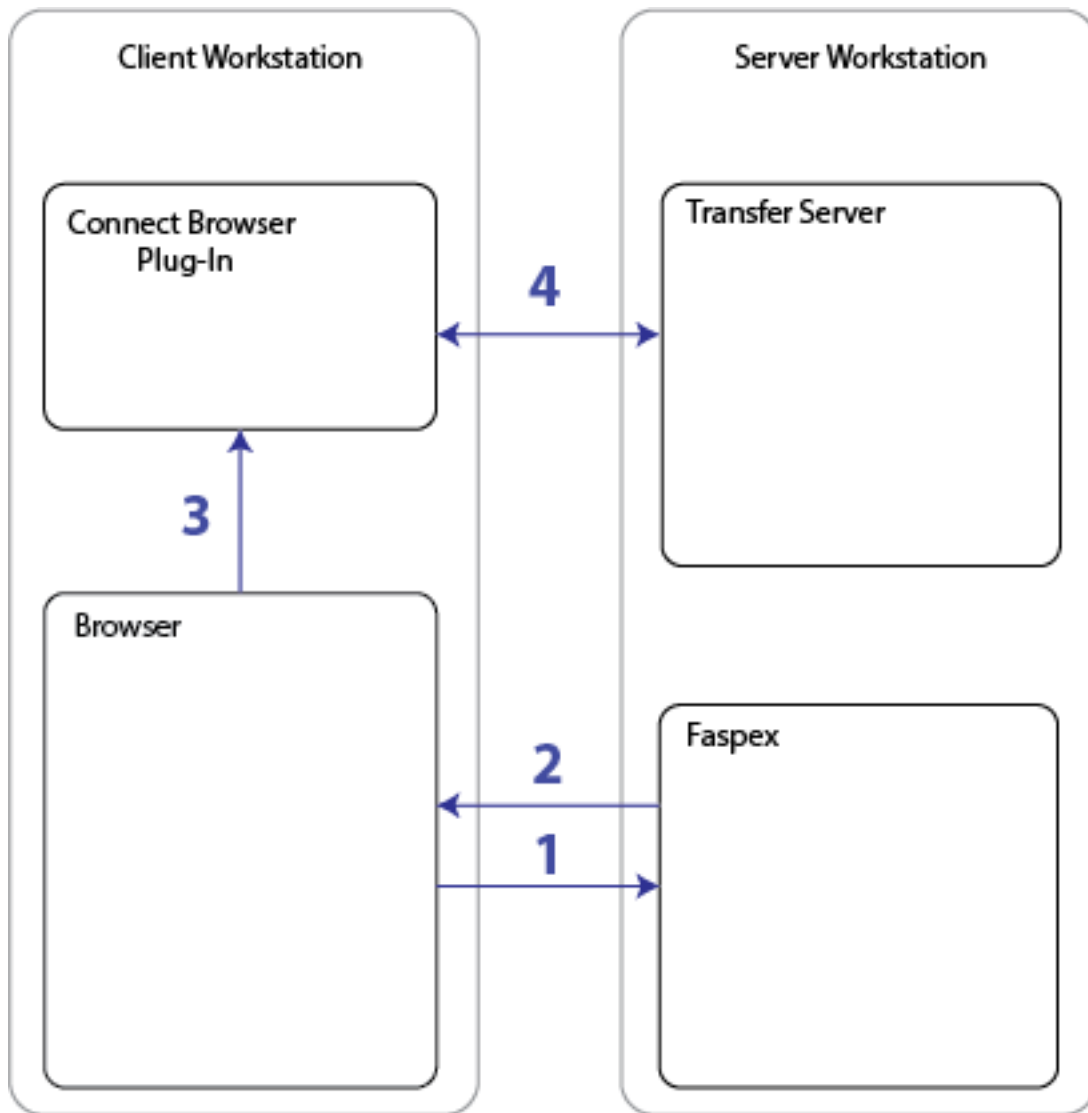 Client Workstation
Server Workstation
Connect Browser
Plug-In
Transfer Server
4
3
Browser
Faspex
2
1